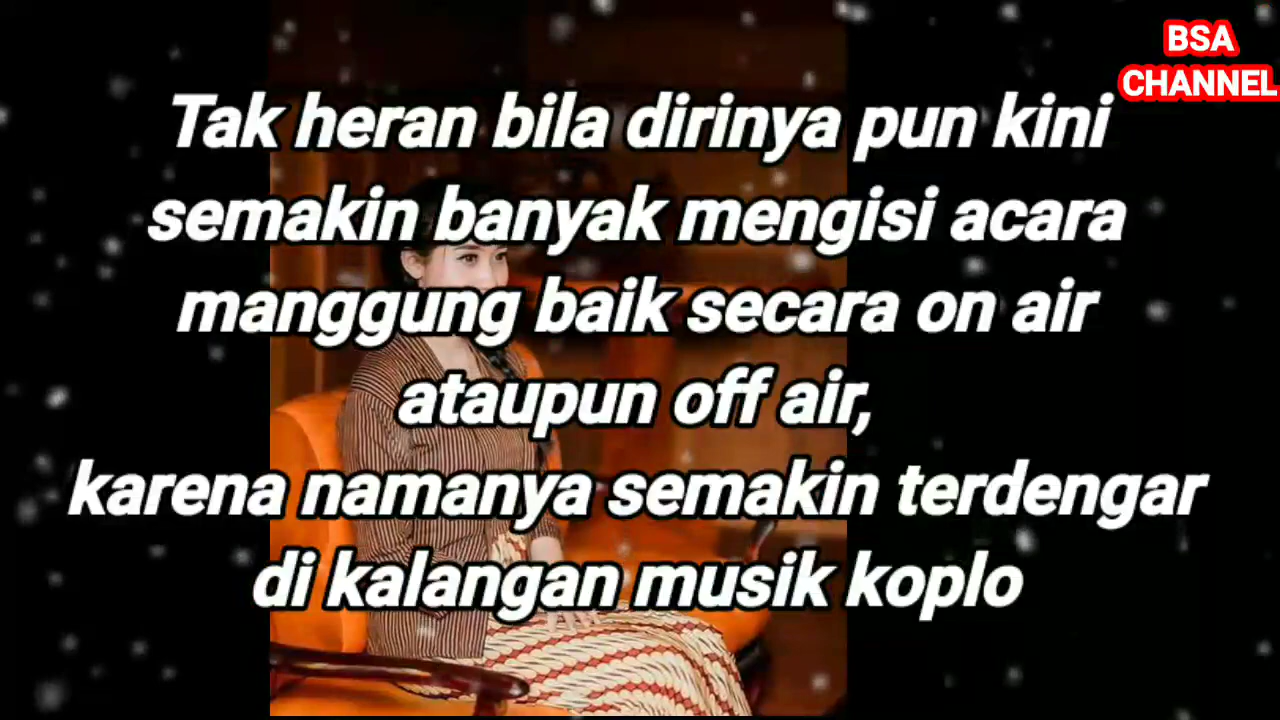 BSA
CHANNEL
Tak heran bila dirinya pun kini
semakin banyak mengisi acara
manggung baik secara on air
ataupun off air,
karena namanya semakin terdengar
di kalangan musik koplo